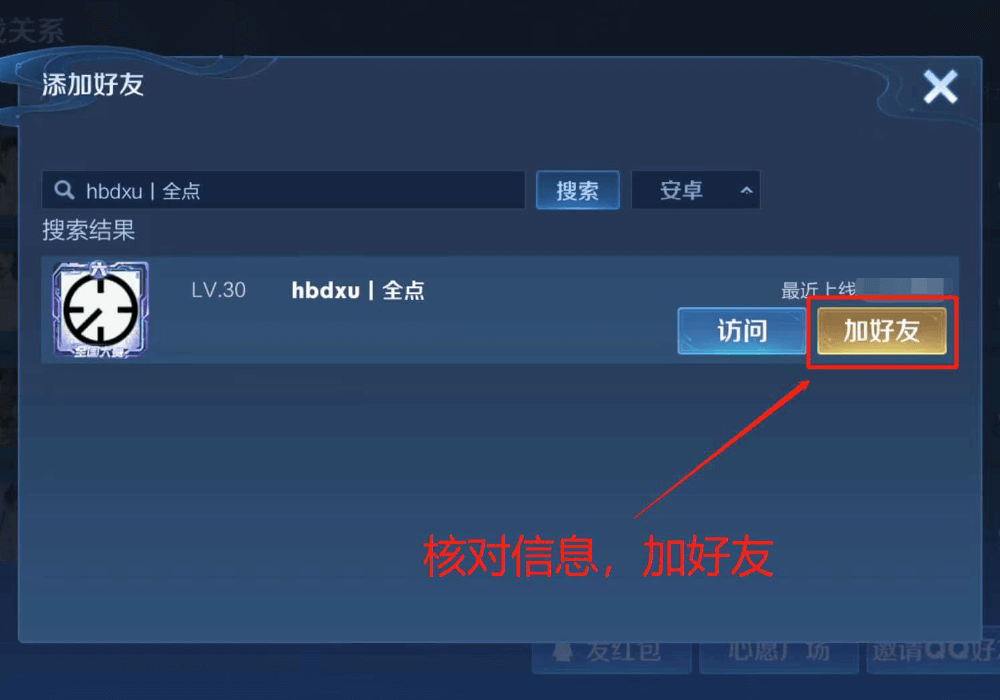 戏关系
添加好友
hbdxu丨全点
搜索
安卓
搜索结果
六
全国大赛
LV.30
hbdxu丨全点
最近上线
访问
加好友
核对信息，加好友
发红包
心愿广场
邀请QQ好